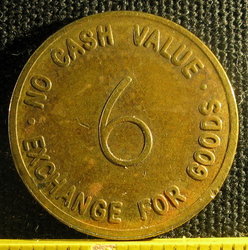 · NO CASH VALUE ·
6
EXCHANGE FOR GOODS